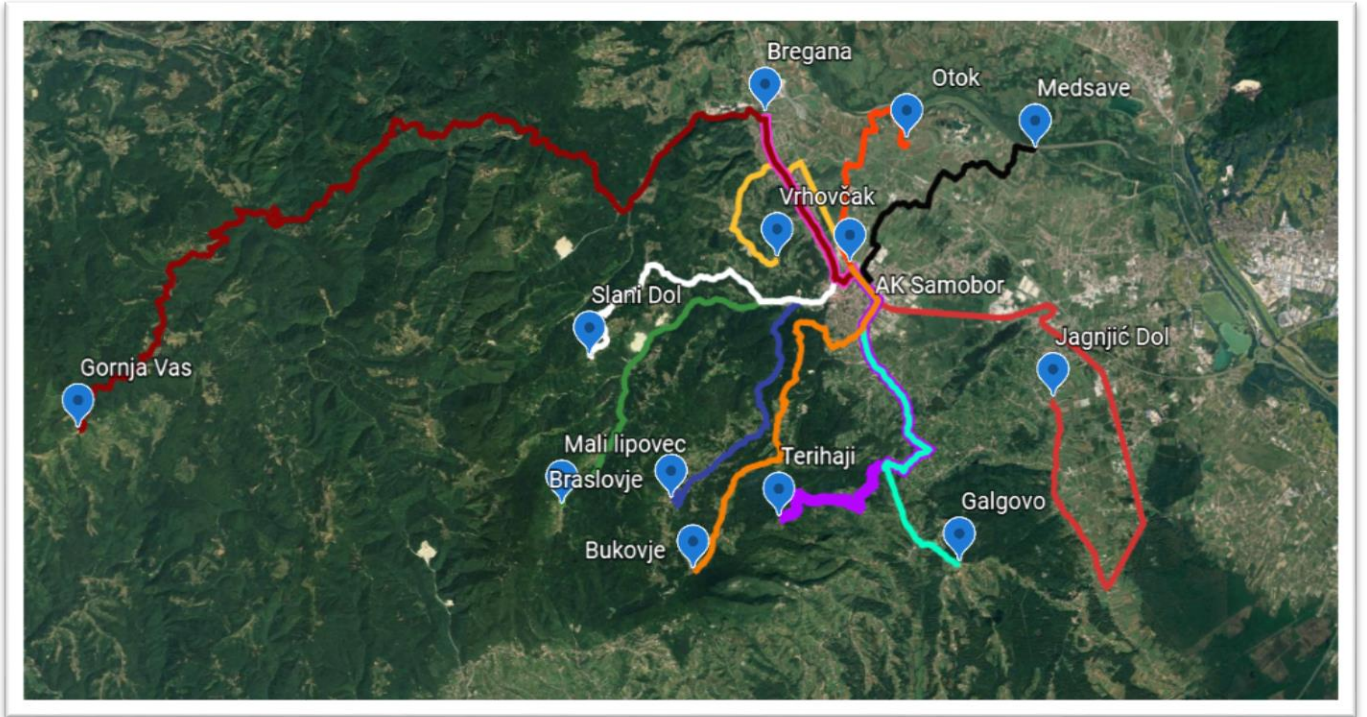 Bregana
Otok
Medsave
Vrhovčak
AK Samobor
Slani Dol
Jagnjić Dol
Gornja Vas
Mali lipovec
Terihaji
Braslovje
Galgovo
Bukovje